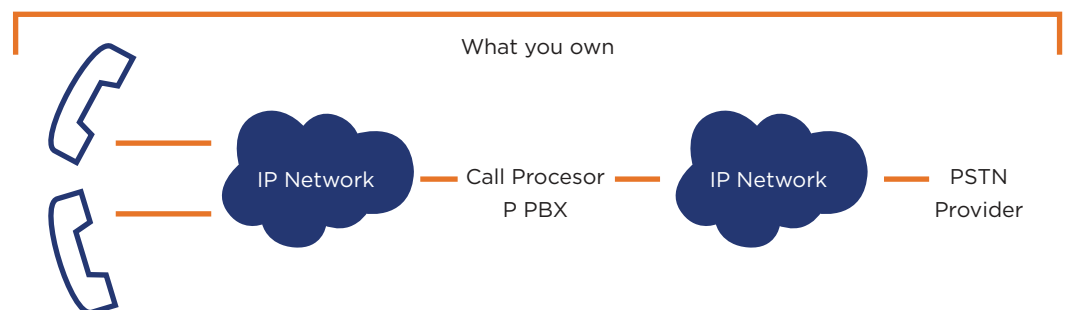 What you own
IP Network
Call Procesor
P PBX
IP Network
PSTN
Provider